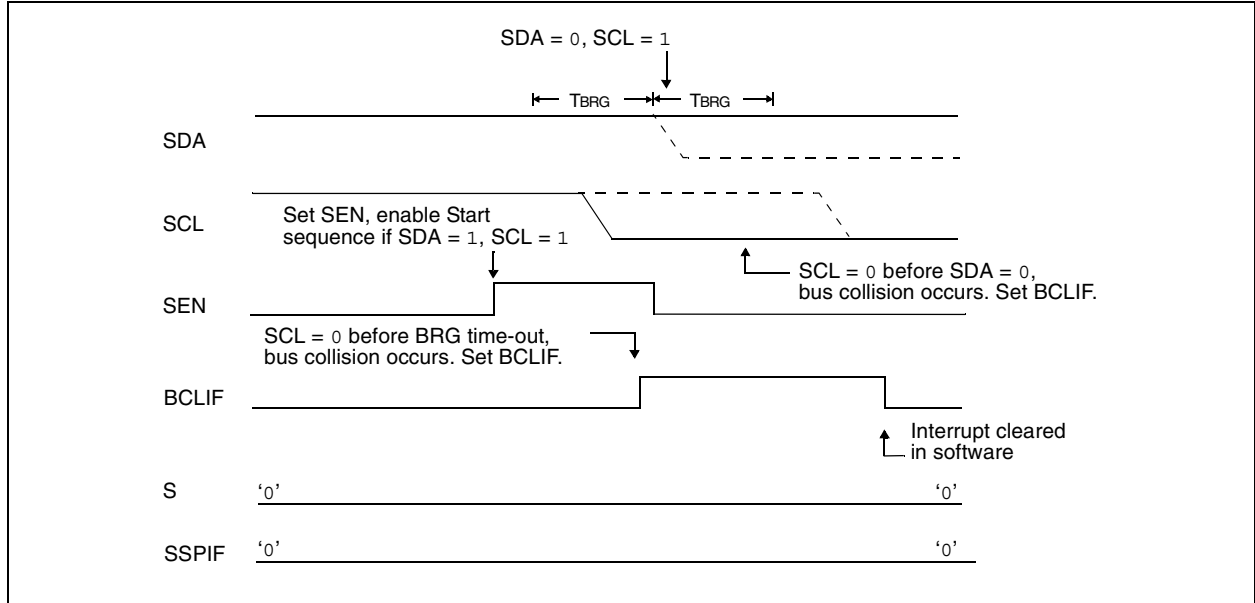 SDA = 0, SCL = 1
TBRG TBRG
SDA
SCL
Set SEN, enable Start
sequence if SDA = 1, SCL = 1
SCL = 0 before SDA = 0,
bus collision occurs. Set BCLIF.
SEN
SCL = 0 before BRG time-out,
bus collision occurs. Set BCLIF.
BCLIF
Interrupt cleared
in software
S ‘0’ ‘0’
SSPIF ‘0’ ‘0’